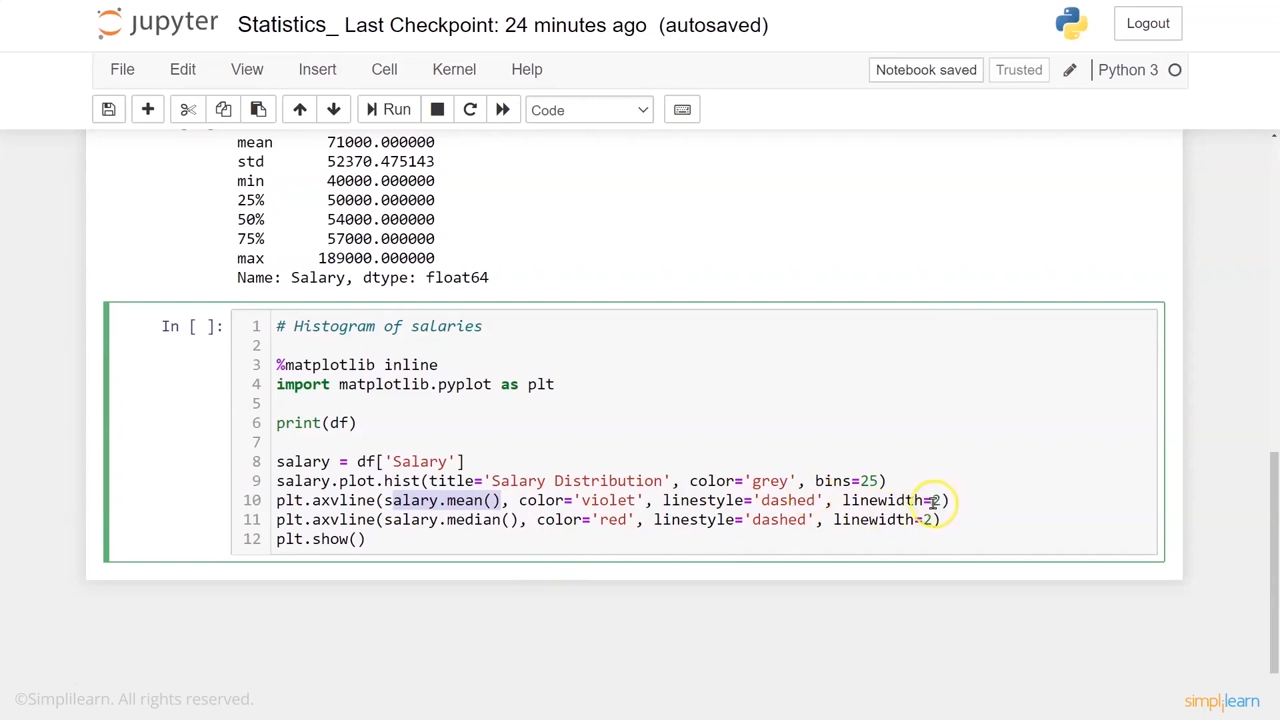 jupyter Statistics_ Last Checkpoint: 24 minutes ago (autosaved) Logout
File Edit View Insert Cell Kernel Help Notebook saved Trusted Python 3
Run Code
mean 71000.000000
std 52370.475143
min 40000.000000
25% 50000.000000
50% 54000.000000
75% 57000.000000
max 189000.000000
Name: Salary, dtype: float64
In [ ]: 1 # Histogram of salaries
2
3 %matplotlib inline
4 import matplotlib.pyplot as plt
5
6 print(df)
7
8 salary = df['Salary']
9 salary.plot.hist(title='Salary Distribution', color='grey', bins=25)
10 plt.axvline(salary.mean(), color='violet', linestyle='dashed', linewidth=2)
11 plt.axvline(salary.median(), color='red', linestyle='dashed', linewidth=2)
12 plt.show()
©Simplilearn. All rights reserved. simplilearn